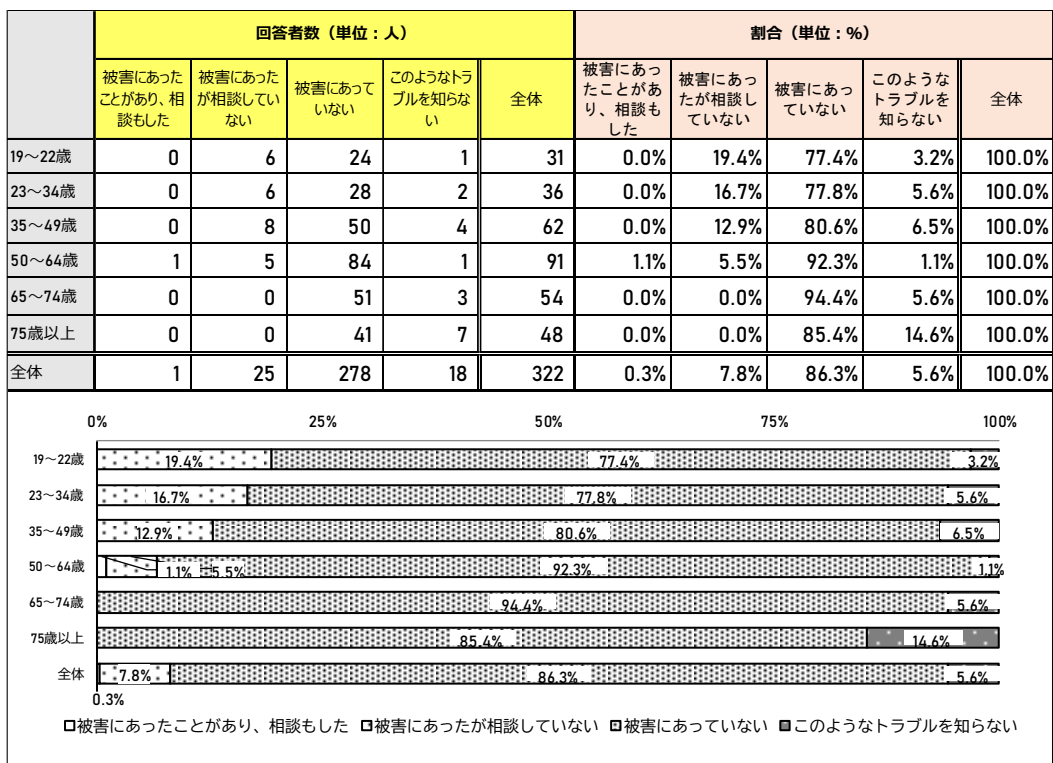 回答者数（単位：人） 割合（単位：％）
被害にあったことがあり、相談もした 被害にあったが相談していない 被害にあっていない このようなトラブルを知らない 全体 被害にあったことがあり、相談もした 被害にあったが相談していない 被害にあっていない このようなトラブルを知らない 全体
19～22歳 0 6 24 1 31 0.0% 19.4% 77.4% 3.2% 100.0%
23～34歳 0 6 28 2 36 0.0% 16.7% 77.8% 5.6% 100.0%
35～49歳 0 8 50 4 62 0.0% 12.9% 80.6% 6.5% 100.0%
50～64歳 1 5 84 1 91 1.1% 5.5% 92.3% 1.1% 100.0%
65～74歳 0 0 51 3 54 0.0% 0.0% 94.4% 5.6% 100.0%
75歳以上 0 0 41 7 48 0.0% 0.0% 85.4% 14.6% 100.0%
全体 1 25 278 18 322 0.3% 7.8% 86.3% 5.6% 100.0%
0% 25% 50% 75% 100%
19～22歳 19.4% 77.4% 3.2%
23～34歳 16.7% 77.8% 5.6%
35～49歳 12.9% 80.6% 6.5%
50～64歳 1.1% 5.5% 92.3% 1.1%
65～74歳 94.4% 5.6%
75歳以上 85.4% 14.6%
全体 7.8% 86.3% 5.6%
0.3%
被害にあったことがあり、相談もした 被害にあったが相談していない 被害にあっていない このようなトラブルを知らない